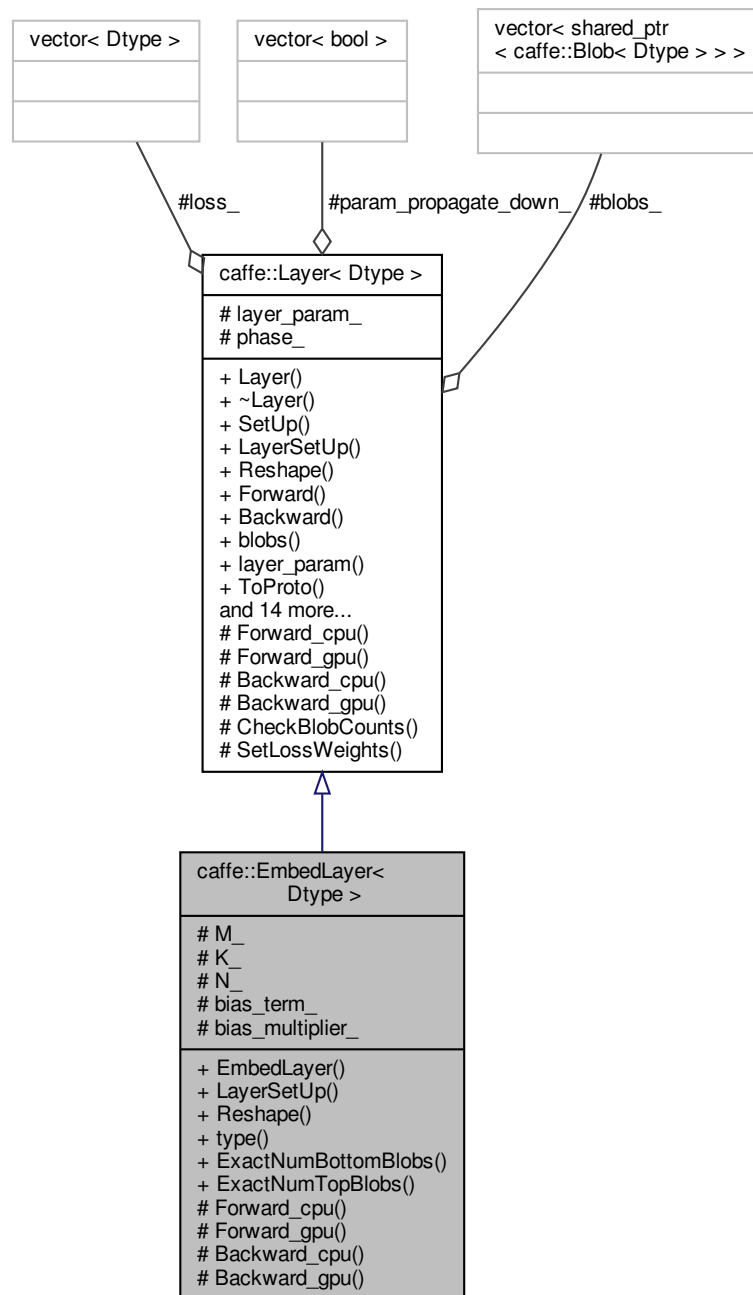 vector< Dtype >
vector< bool >
vector< shared_ptr
< caffe::Blob< Dtype > > >
#loss_
#param_propagate_down_
#blobs_
caffe::Layer< Dtype >
# layer_param_
# phase_
+ Layer()
+ ~Layer()
+ SetUp()
+ LayerSetUp()
+ Reshape()
+ Forward()
+ Backward()
+ blobs()
+ layer_param()
+ ToProto()
and 14 more...
# Forward_cpu()
# Forward_gpu()
# Backward_cpu()
# Backward_gpu()
# CheckBlobCounts()
# SetLossWeights()
caffe::EmbedLayer<
Dtype >
# M_
# K_
# N_
# bias_term_
# bias_multiplier_
+ EmbedLayer()
+ LayerSetUp()
+ Reshape()
+ type()
+ ExactNumBottomBlobs()
+ ExactNumTopBlobs()
# Forward_cpu()
# Forward_gpu()
# Backward_cpu()
# Backward_gpu()